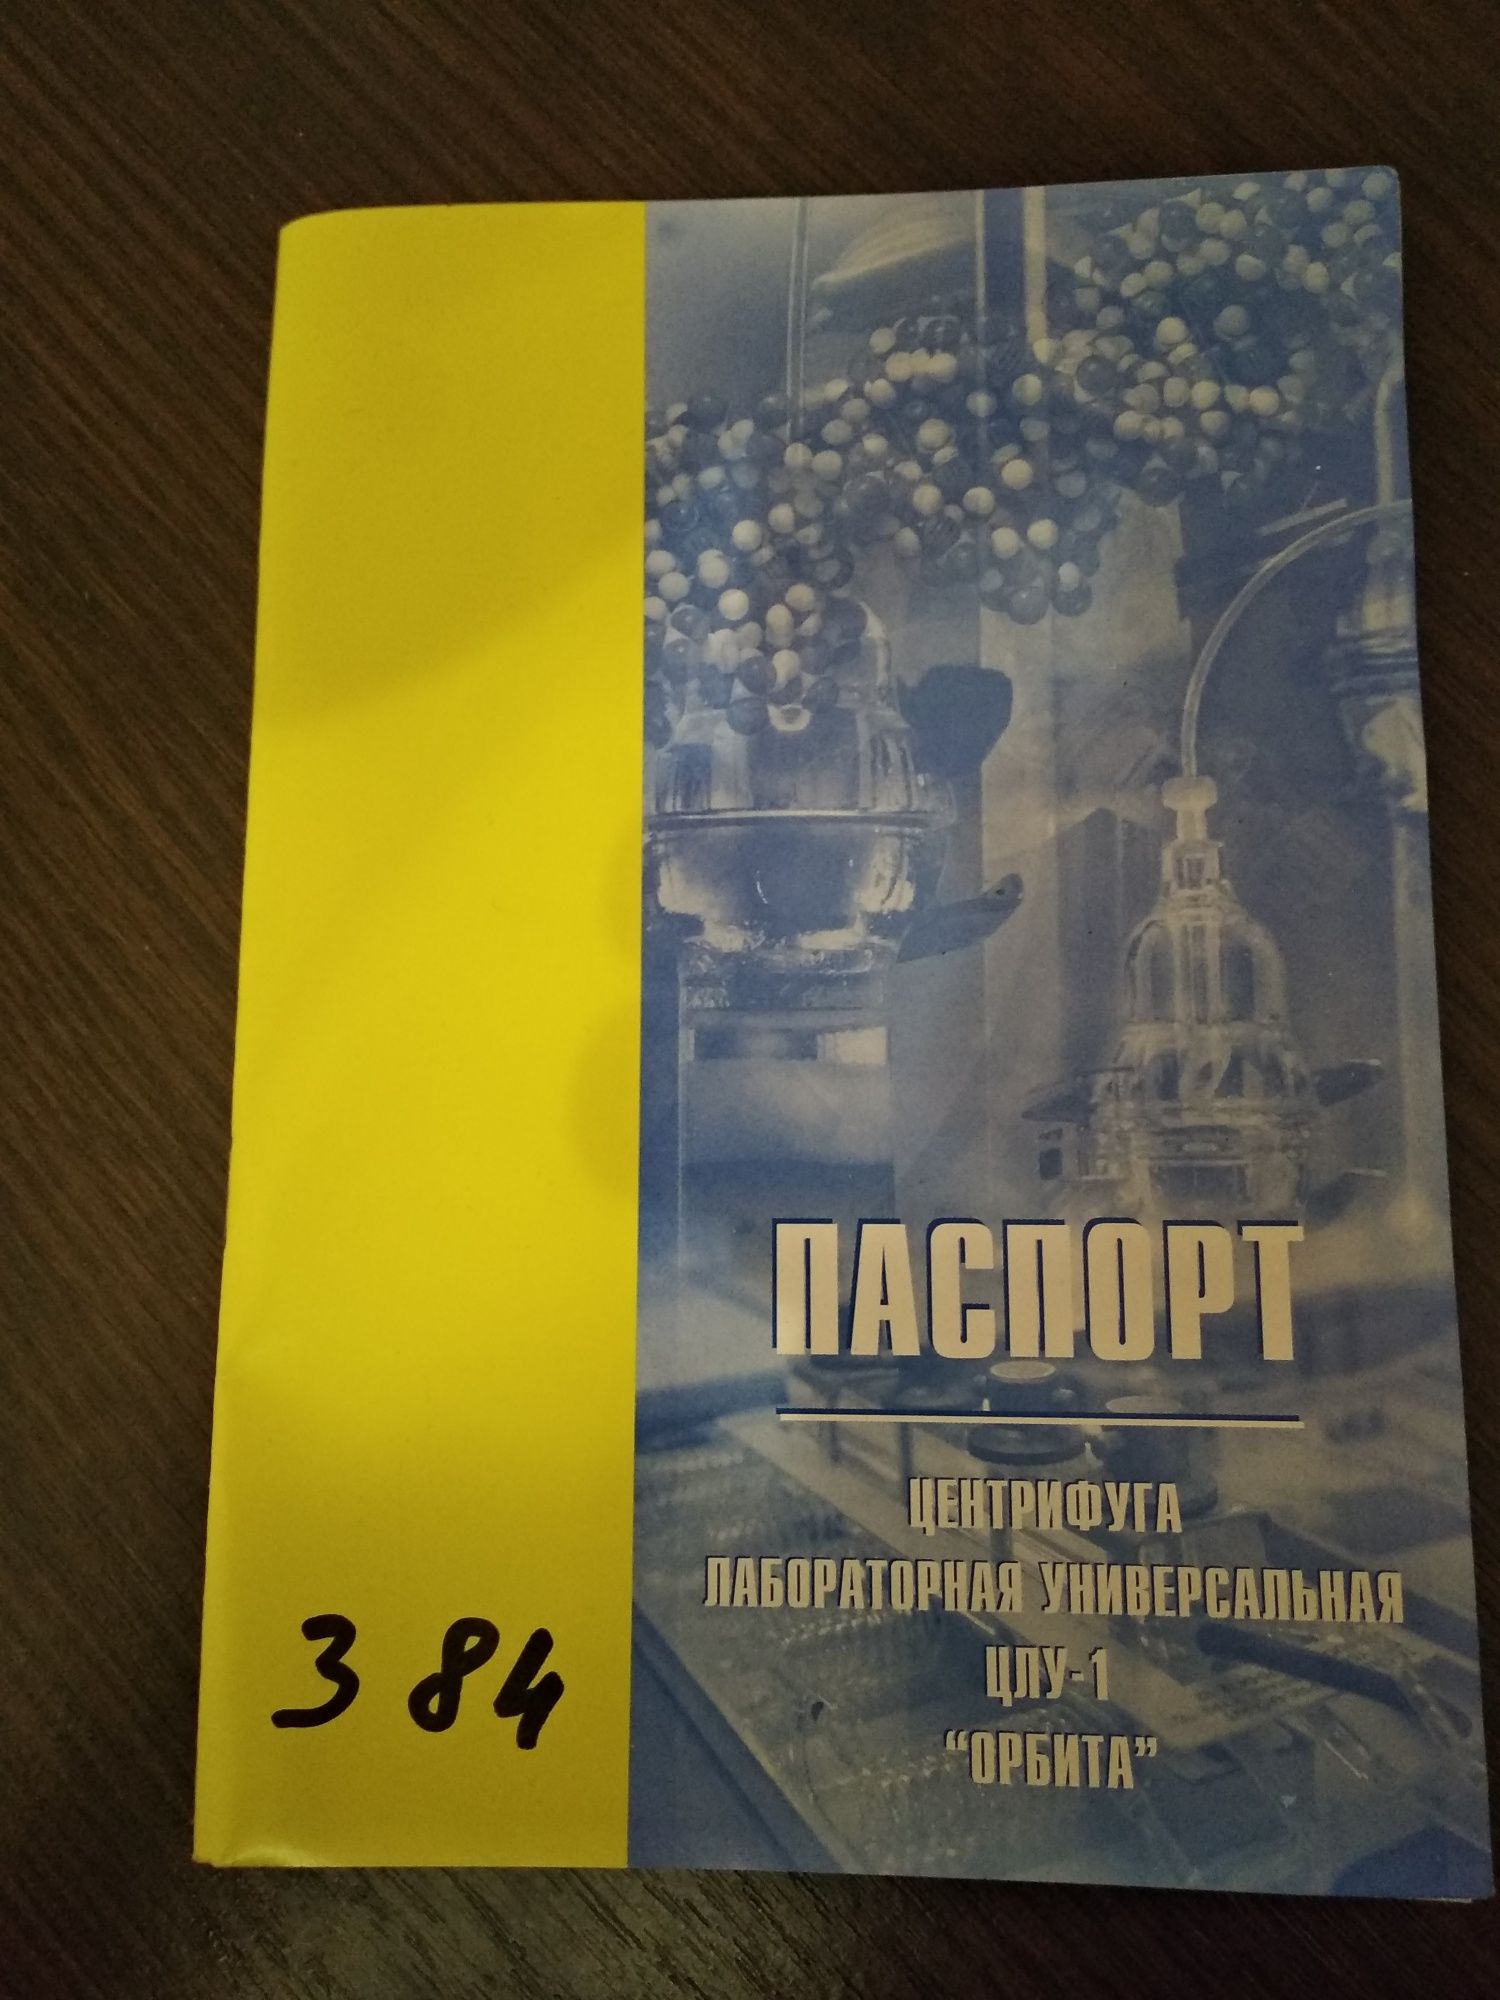 ПАСПОРТ
ЦЕНТРИФУГА
ЛАБОРАТОРНАЯ УНИВЕРСАЛЬНАЯ
ЦЛУ-1
“ОРБИТА”
3 84